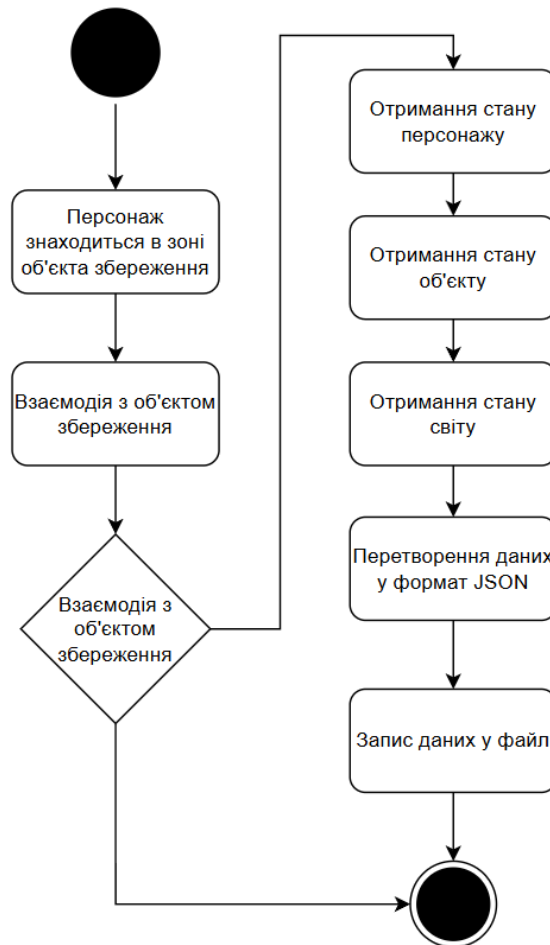 Персонаж
знаходиться в зоні
об'єкта збереження
Взаємодія з об'єктом
збереження
Взаємодія з
об'єктом
збереження
Отримання стану
персонажу
Отримання стану
об'єкту
Отримання стану
світу
Перетворення даних
у формат JSON
Запис даних у файл